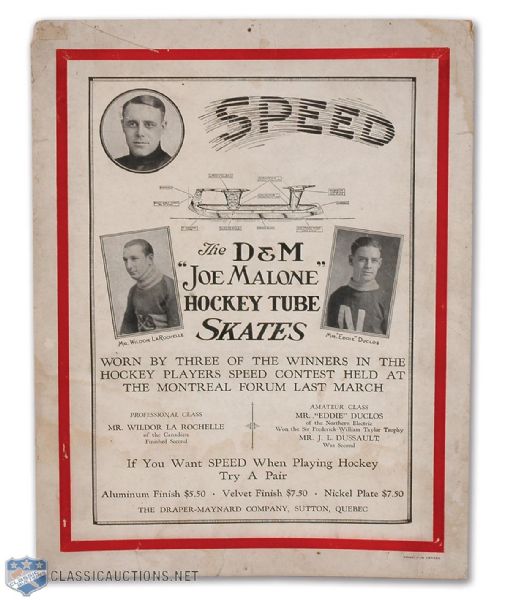 SPEED
The D&M
"JOE MALONE"
HOCKEY TUBE
SKATES
MR. WILDOR LAROCHELLE
MR. "EDDIE" DUCLOS
N
WORN BY THREE OF THE WINNERS IN THE
HOCKEY PLAYERS SPEED CONTEST HELD AT
THE MONTREAL FORUM LAST MARCH
PROFESSIONAL CLASS
MR. WILDOR LA ROCHELLE
of the Canadiens
Finished Second
AMATEUR CLASS
MR. "EDDIE" DUCLOS
of the Northern Electric
Won the Sir Frederick William Taylor Trophy
MR. J. L. DUSSAULT
Was Second
If You Want SPEED When Playing Hockey
Try A Pair
Aluminum Finish $5.50 · Velvet Finish $7.50 · Nickel Plate $7.50
THE DRAPER-MAYNARD COMPANY, SUTTON, QUEBEC
CLASSICAUCTIONS.NET